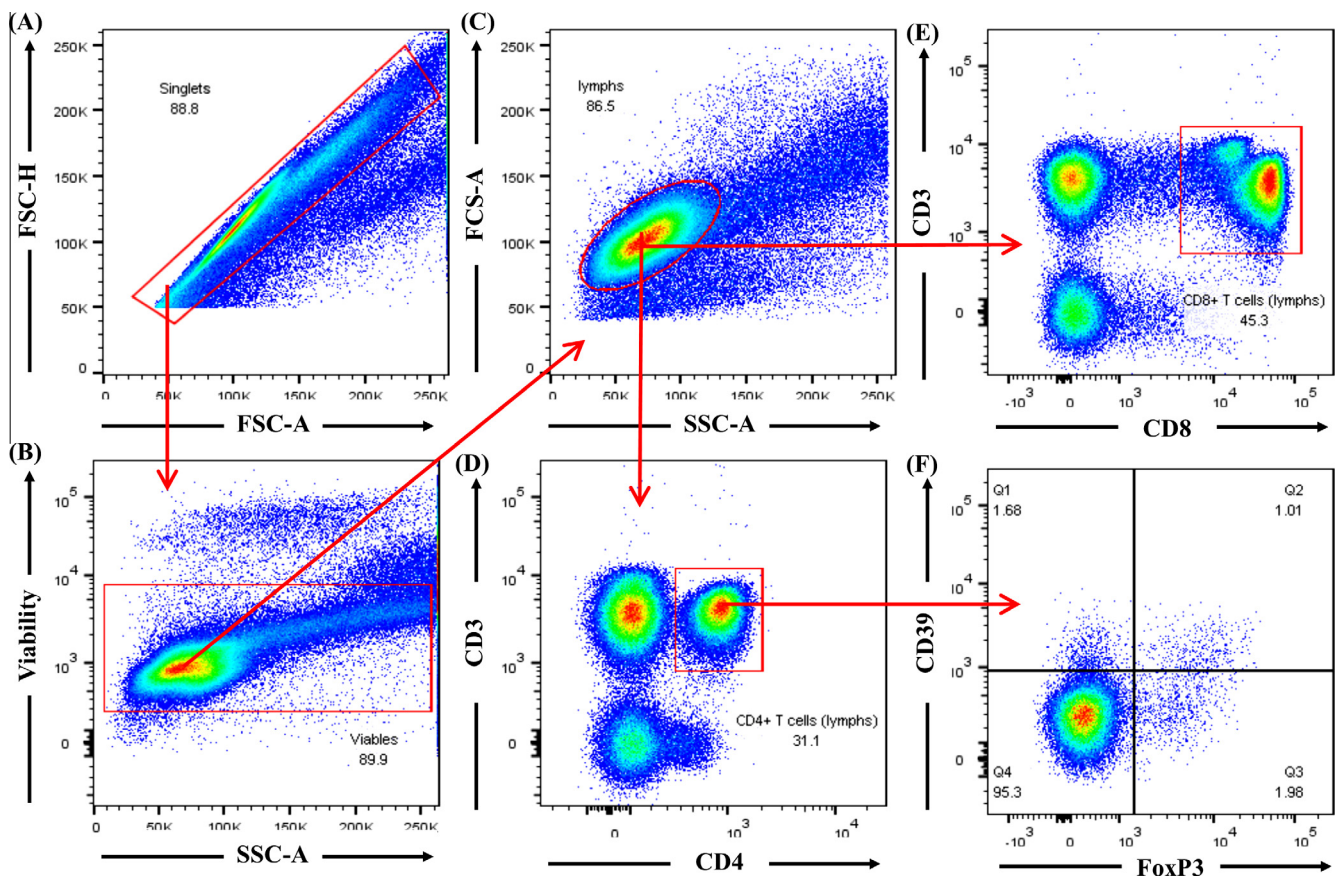 (A)
FSC-H
250K
200K
150K
100K
50K
0
Singlets
88.8
0
50K
100K
150K
200K
250K
FSC-A
(C)
FCS-A
250K
200K
150K
100K
50K
0
lymphs
86.5
0
50K
100K
150K
200K
250K
SSC-A
(E)
CD3
10^5
10^4
10^3
0
CD8+ T cells (lymphs)
45.3
-10^3
0
10^3
10^4
10^5
CD8
(B)
Viability
10^5
10^4
10^3
0
Viables
89.9
0
50K
100K
150K
200K
250K
SSC-A
(D)
CD3
10^5
10^4
10^3
0
CD4+ T cells (lymphs)
31.1
0
10^3
10^4
CD4
(F)
CD39
10^5
10^4
10^3
0
Q1
1.68
Q2
1.01
Q4
95.3
Q3
1.98
-10^3
0
10^3
10^4
10^5
FoxP3